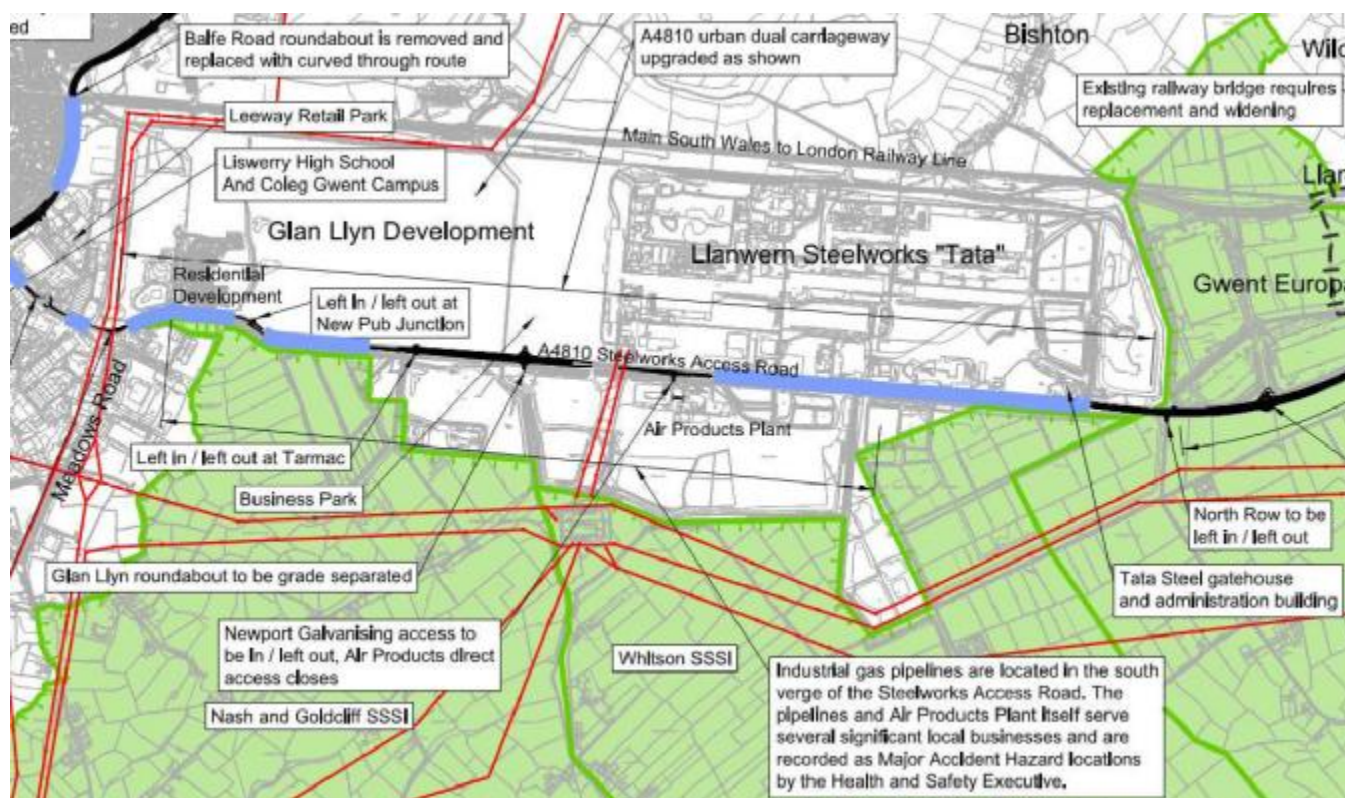 ed
Balfe Road roundabout is removed and
replaced with curved through route
A4810 urban dual carriageway
upgraded as shown
Bishton
Wilc
Existing railway bridge requires
replacement and widening
Leeway Retail Park
Main South Wales to London Railway Line
Liswerry High School
And Coleg Gwent Campus
Llan
Glan Llyn Development
Llanwern Steelworks "Tata"
Residential
Development
Gwent Europa
Left in / left out at
New Pub Junction
A4810 Steelworks Access Road
Meadows Road
Air Products Plant
Left in / left out at Tarmac
Business Park
North Row to be
left in / left out
Glan Llyn roundabout to be grade separated
Tata Steel gatehouse
and administration building
Newport Galvanising access to
be in / left out, Air Products direct
access closes
Whitson SSSI
Nash and Goldcliff SSSI
Industrial gas pipelines are located in the south
verge of the Steelworks Access Road. The
pipelines and Air Products Plant itself serve
several significant local businesses and are
recorded as Major Accident Hazard locations
by the Health and Safety Executive.